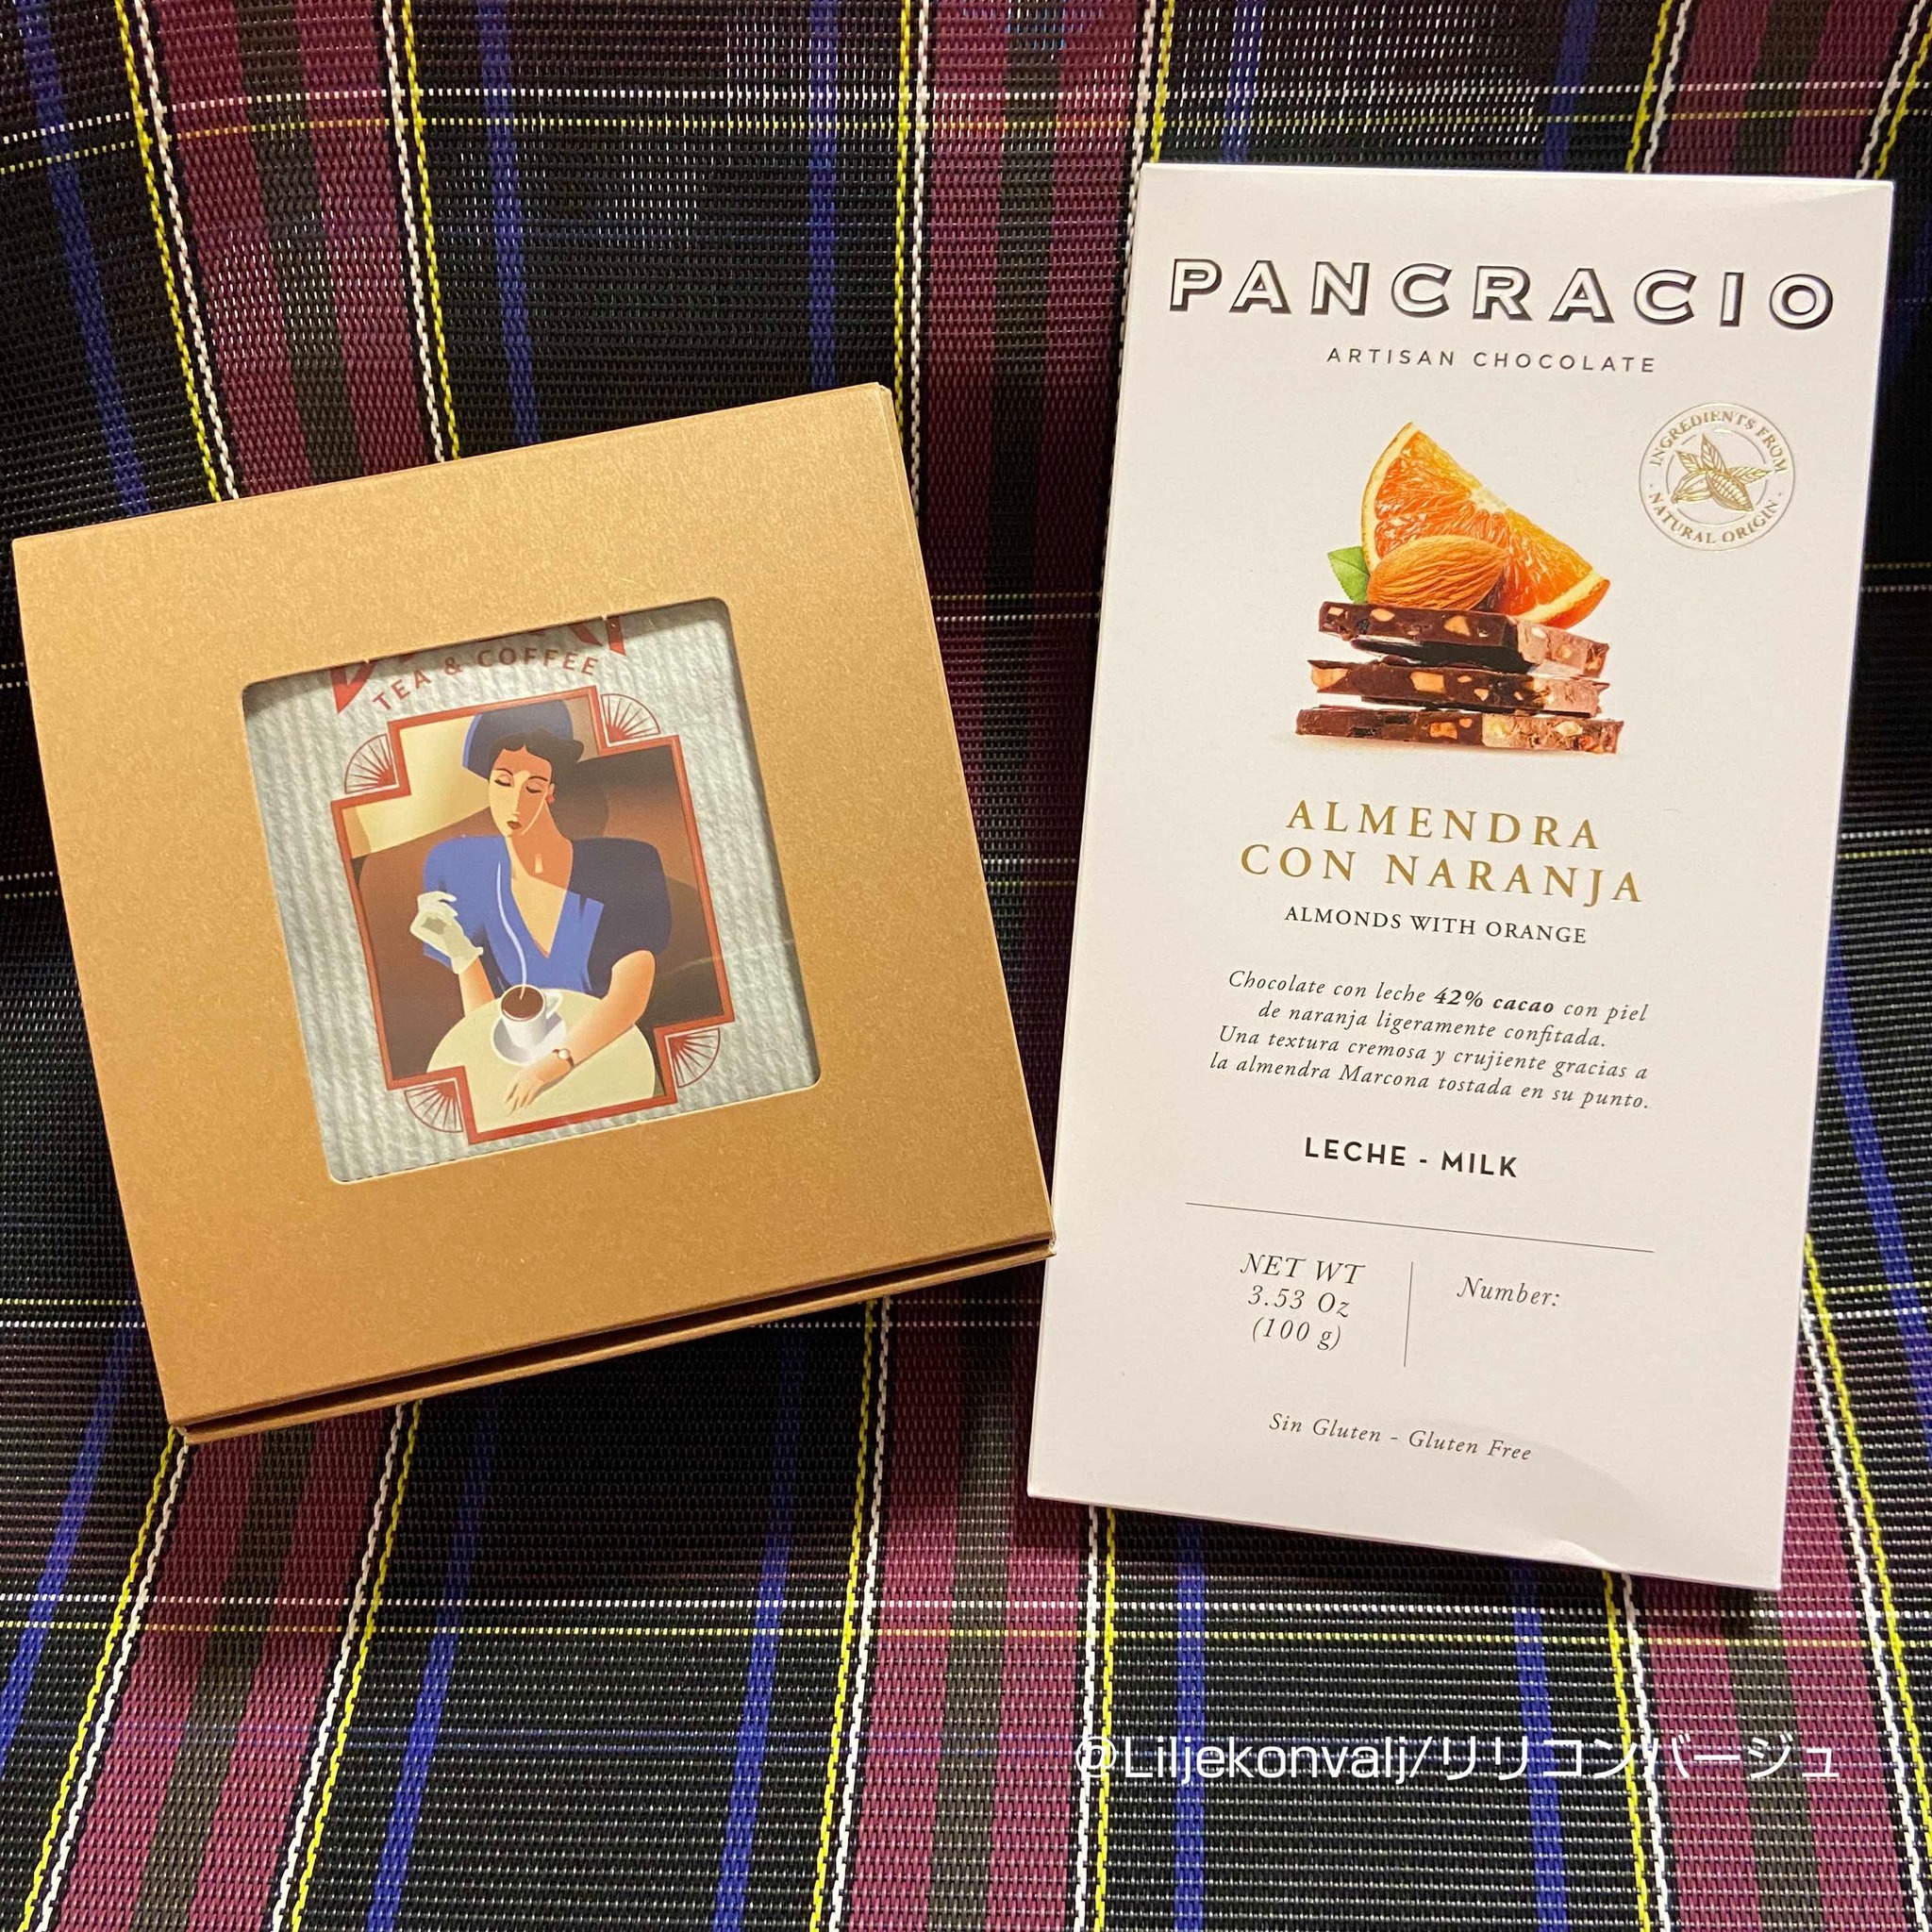 TEA & COFFEE
PANCRACIO
ARTISAN CHOCOLATE
INGREDIENTS FROM
· NATURAL ORIGIN ·
ALMENDRA
CON NARANJA
ALMONDS WITH ORANGE
Chocolate con leche 42% cacao con piel
de naranja ligeramente confitada.
Una textura cremosa y crujiente gracias a
la almendra Marcona tostada en su punto.
LECHE - MILK
NET WT
3.53 Oz
(100 g)
Number:
Sin Gluten - Gluten Free
@Liljekonvalj/リリコンバージュ